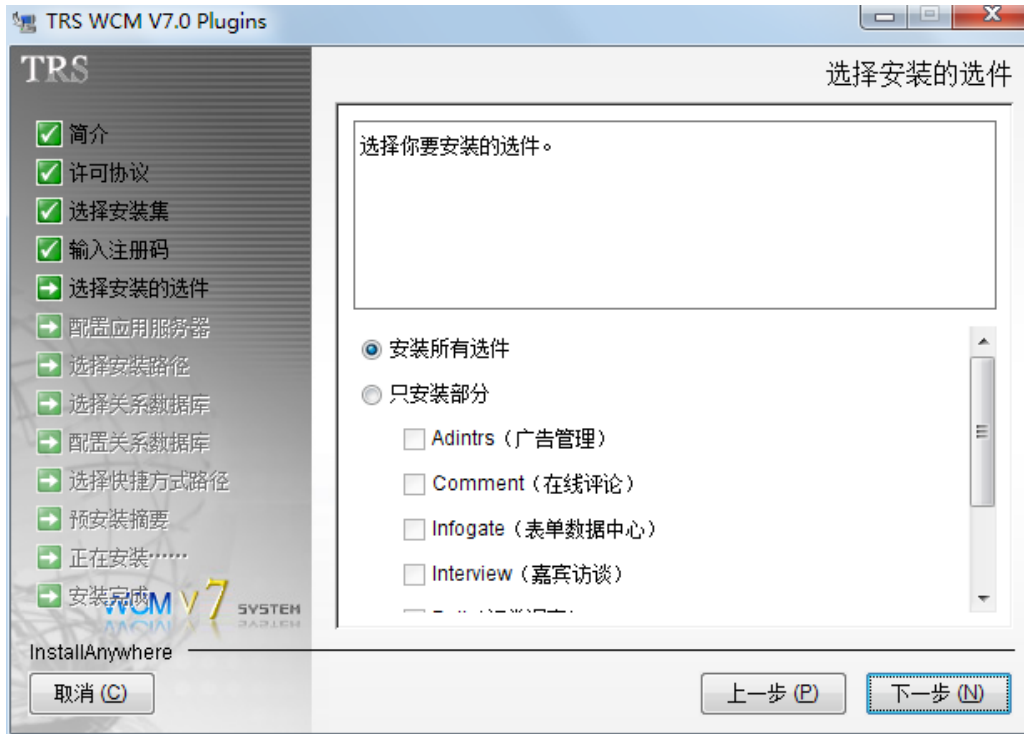 TRS WCM V7.0 Plugins
TRS
选择安装的选件
简介
许可协议
选择安装集
输入注册码
选择安装的选件
配置应用服务器
选择安装路径
选择关系数据库
配置关系数据库
选择快捷方式路径
预安装摘要
正在安装……
安装完成
WCM V7 SYSTEM
选择你要安装的选件。
安装所有选件
只安装部分
Adintrs（广告管理）
Comment（在线评论）
Infogate（表单数据中心）
Interview（嘉宾访谈）
InstallAnywhere
取消 (C)
上一步 (P)
下一步 (N)